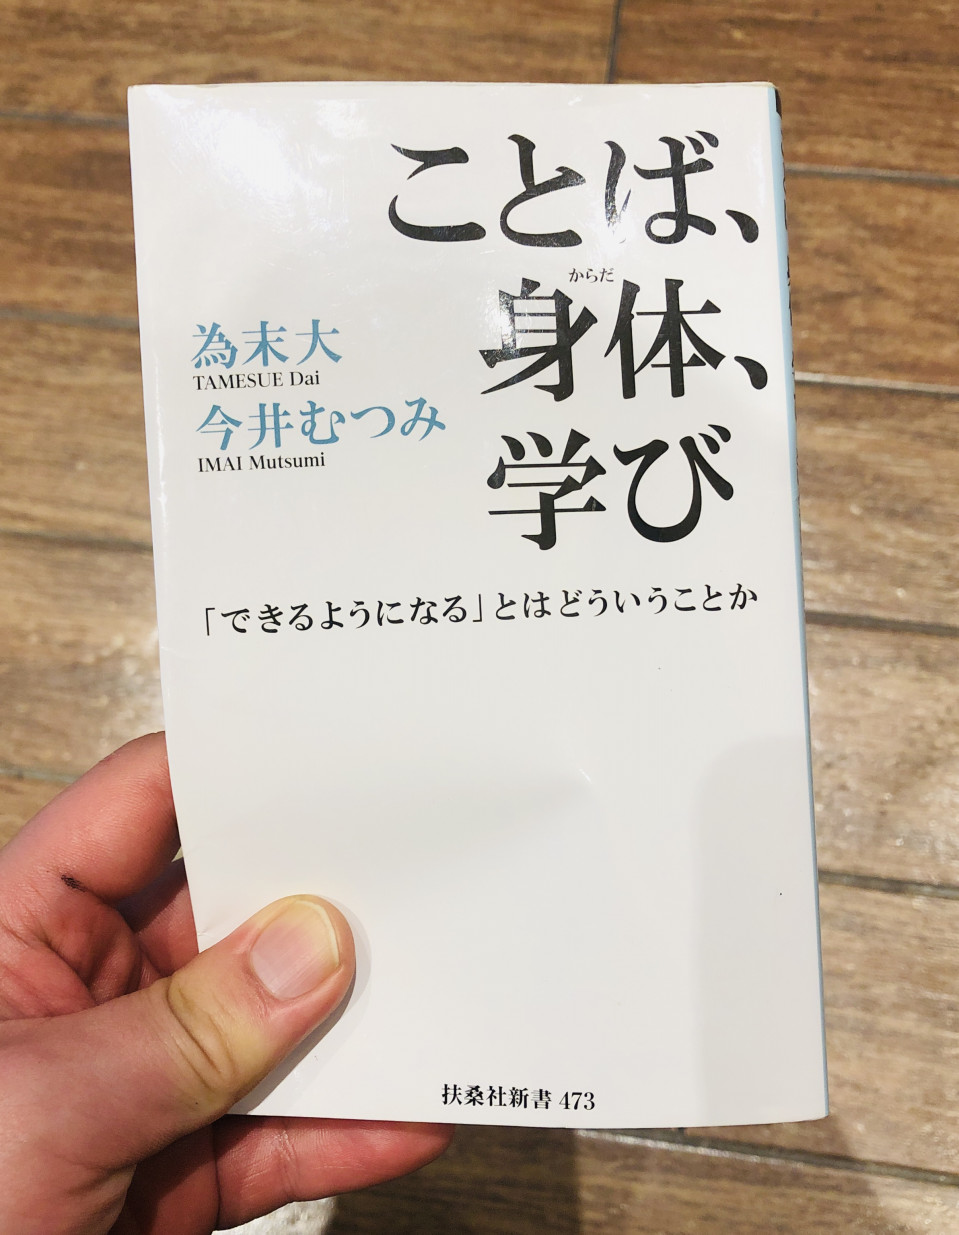 ことば、
からだ
身体、
学び
為末大
TAMESUE Dai
今井むつみ
IMAI Mutsumi
「できるようになる」とはどういうことか
扶桑社新書 473